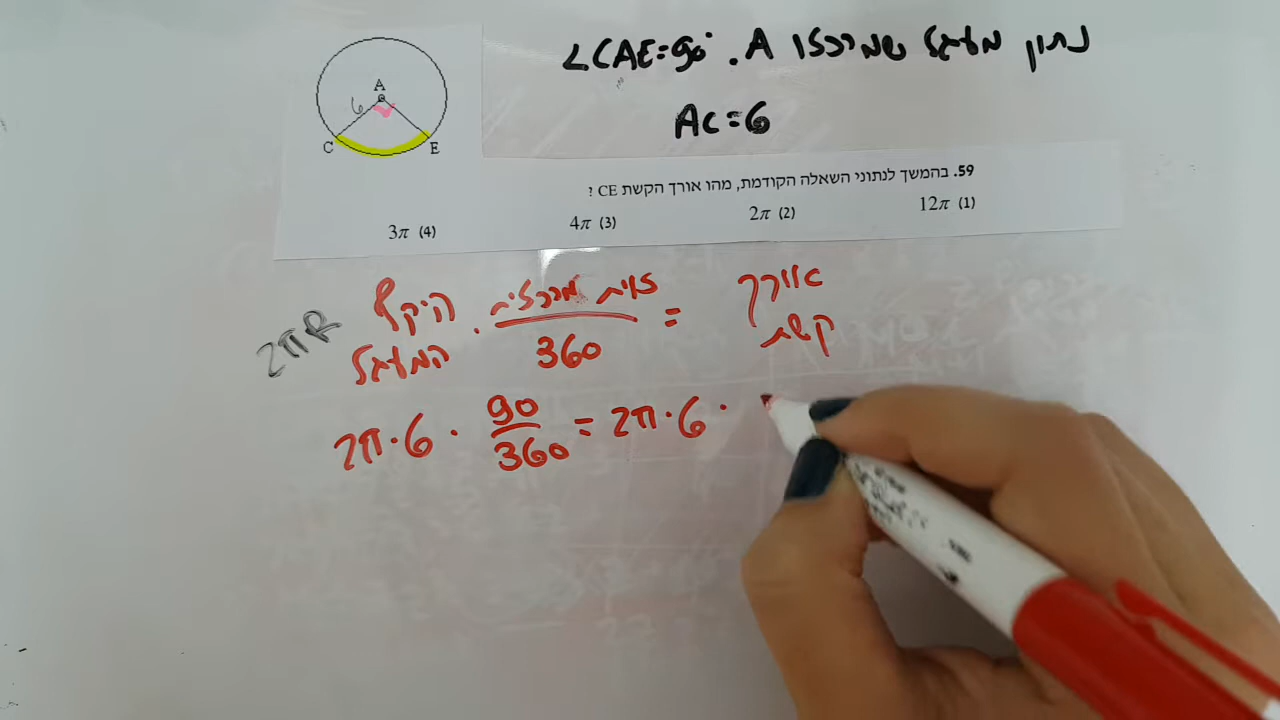 נתון מעגל שמרכזו A. ∠CAE=90°
AC=6
A
6
C
E
59. בהמשך לנתוני השאלה הקודמת, מהו אורך הקשת CE ?
(1) 12π (2) 2π (3) 4π (4) 3π
אורך קשת = זוית מרכזית / 360 · היקף המעגל
2πR
2π·6 · 90/360 = 2π·6 ·